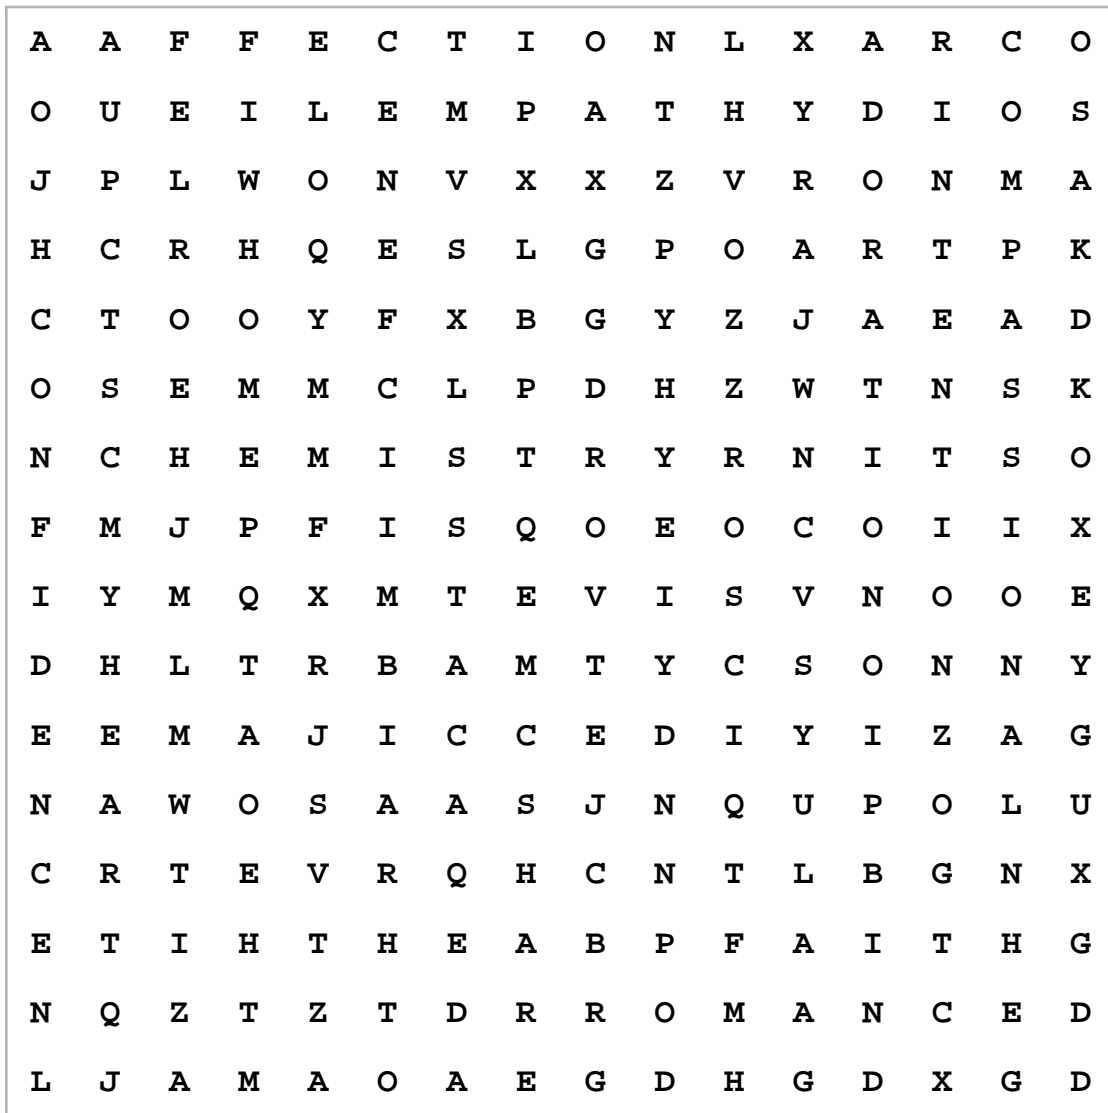 A A F F E C T I O N L X A R C O
O U E I L E M P A T H Y D I O S
J P L W O N V X X Z V R O N M A
H C R H Q E S L G P O A R T P K
C T O O Y F X B G Y Z J A E A D
O S E M M C L P D H Z W T N S K
N C H E M I S T R Y R N I T S O
F M J P F I S Q O E O C O I I X
I Y M Q X M T E V I S V N O O E
D H L T R B A M T Y C S O N N Y
E E M A J I C C E D I Y I Z A G
N A W O S A A S J N Q U P O L U
C R T E V R Q H C N T L B G N X
E T I H T H E A B P F A I T H G
N Q Z T Z T D R R O M A N C E D
L J A M A O A E G D H G D X G D